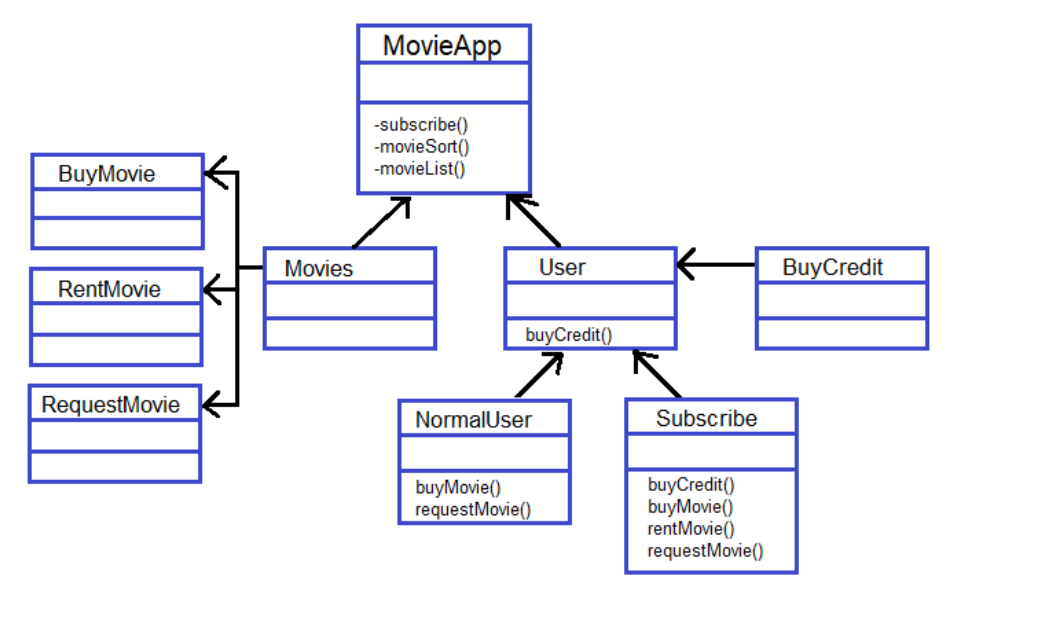 MovieApp
-subscribe()
-movieSort()
-movieList()
BuyMovie
RentMovie
RequestMovie
Movies
User
buyCredit()
BuyCredit
NormalUser
buyMovie()
requestMovie()
Subscribe
buyCredit()
buyMovie()
rentMovie()
requestMovie()